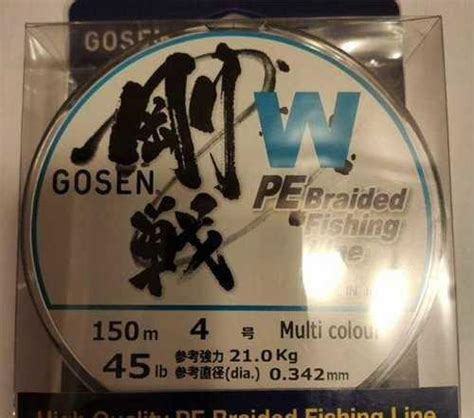 GOSEN
剛戦
GOSEN
W
PE Braided
Fishing
Line
150m 4号 Multi colour
45lb 参考強力 21.0Kg
参考直径(dia.) 0.342mm
High Quality PE Braided Fishing Line